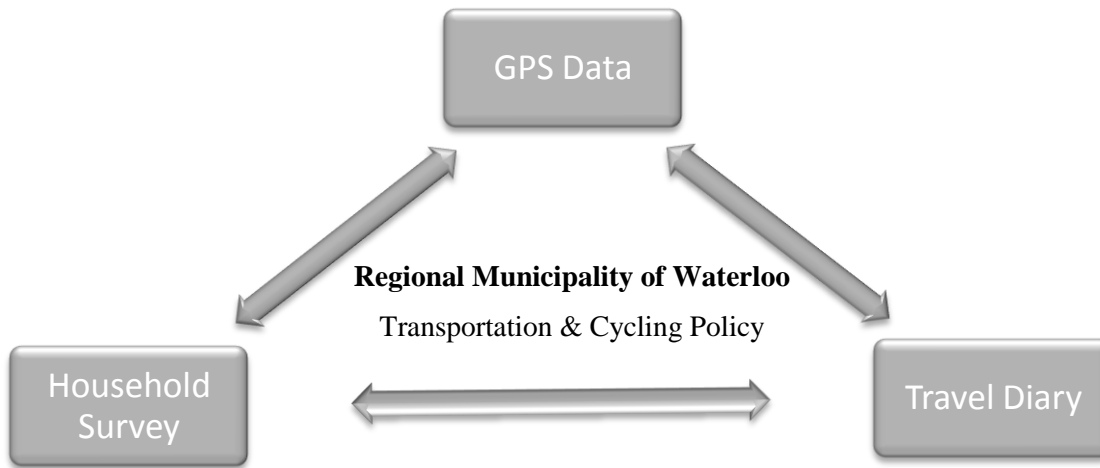 GPS Data
Regional Municipality of Waterloo
Transportation & Cycling Policy
Household
Survey
Travel Diary